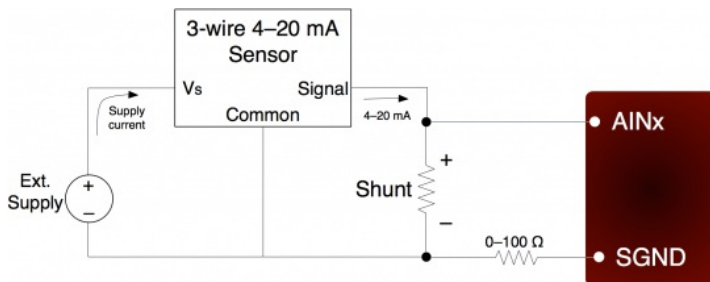 3-wire 4–20 mA
Sensor
Vs
Signal
Common
Supply
current
4–20 mA
AINx
+
Ext.
Supply
+
–
Shunt
–
0–100 Ω
SGND